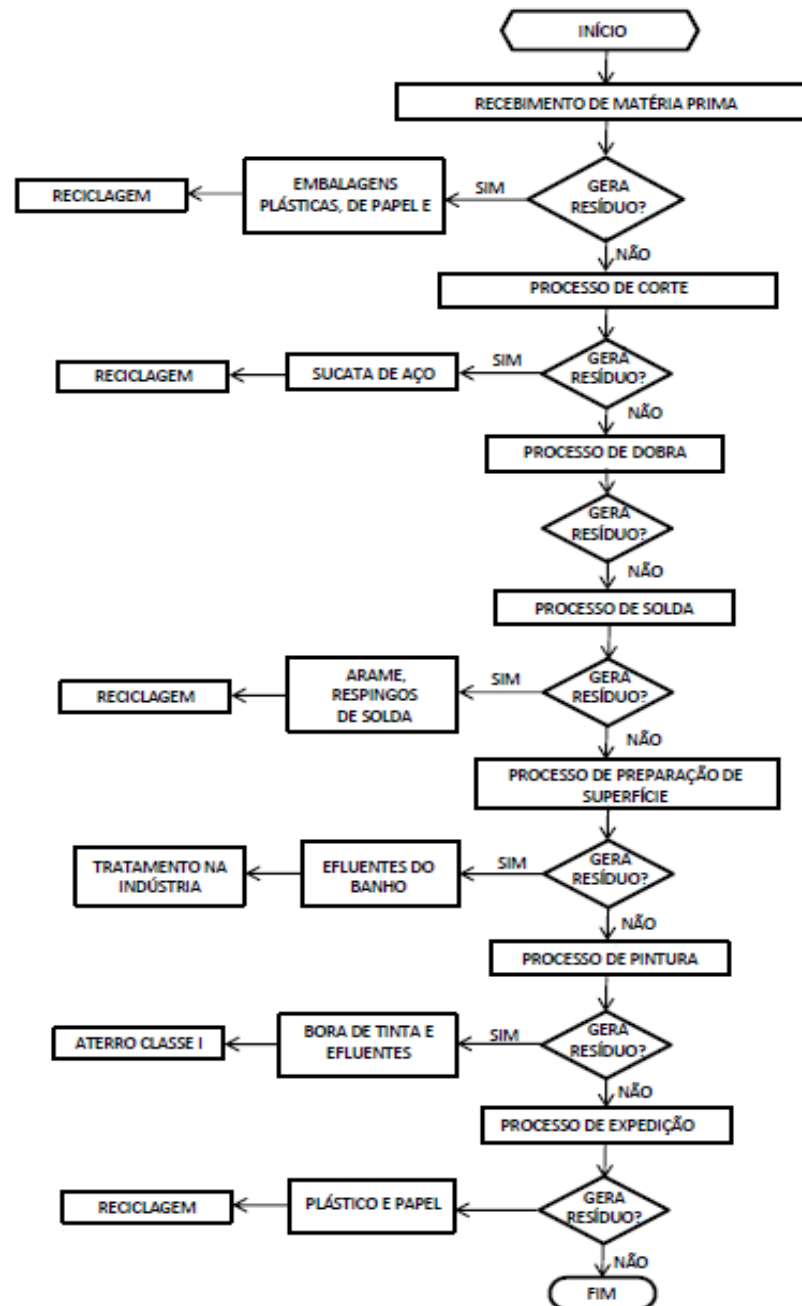 INÍCIO
RECEBIMENTO DE MATÉRIA PRIMA
GERA
RESÍDUO?
SIM
EMBALAGENS
PLÁSTICAS, DE PAPEL E
RECICLAGEM
NÃO
PROCESSO DE CORTE
GERA
RESÍDUO?
SIM
SUCATA DE AÇO
RECICLAGEM
NÃO
PROCESSO DE DOBRA
GERA
RESÍDUO?
NÃO
PROCESSO DE SOLDA
GERA
RESÍDUO?
SIM
ARAME,
RESPINGOS
DE SOLDA
RECICLAGEM
NÃO
PROCESSO DE PREPARAÇÃO DE
SUPERFÍCIE
GERA
RESÍDUO?
SIM
EFLUENTES DO
BANHO
TRATAMENTO NA
INDÚSTRIA
NÃO
PROCESSO DE PINTURA
GERA
RESÍDUO?
SIM
BORA DE TINTA E
EFLUENTES
ATERRO CLASSE I
NÃO
PROCESSO DE EXPEDIÇÃO
GERA
RESÍDUO?
PLÁSTICO E PAPEL
RECICLAGEM
NÃO
FIM